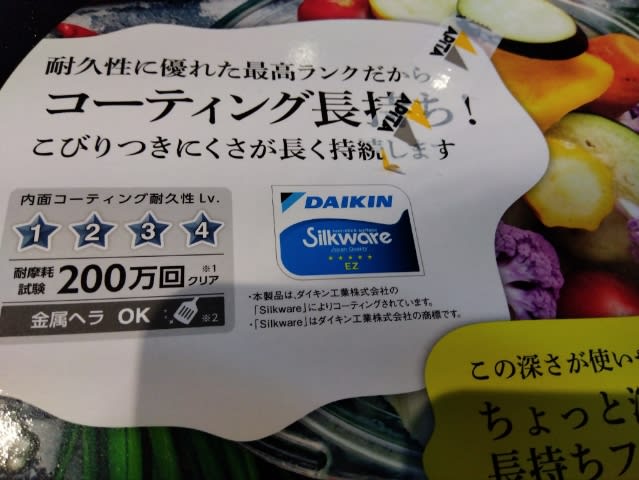 耐久性に優れた最高ランクだから
コーティング長持ち!
こびりつきにくさが長く持続します
APITA
APITA
内面コーティング耐久性 Lv.
1 2 3 4
耐摩耗試験 200万回クリア ※1
金属ヘラ OK ※2
DAIKIN
Silkware
Japan Quality
★★★★★
EZ
・本製品は、ダイキン工業株式会社の
「Silkware」によりコーティングされています。
・「Silkware」はダイキン工業株式会社の商標です。
この深さが使いや
ちょっと
長持ちフ